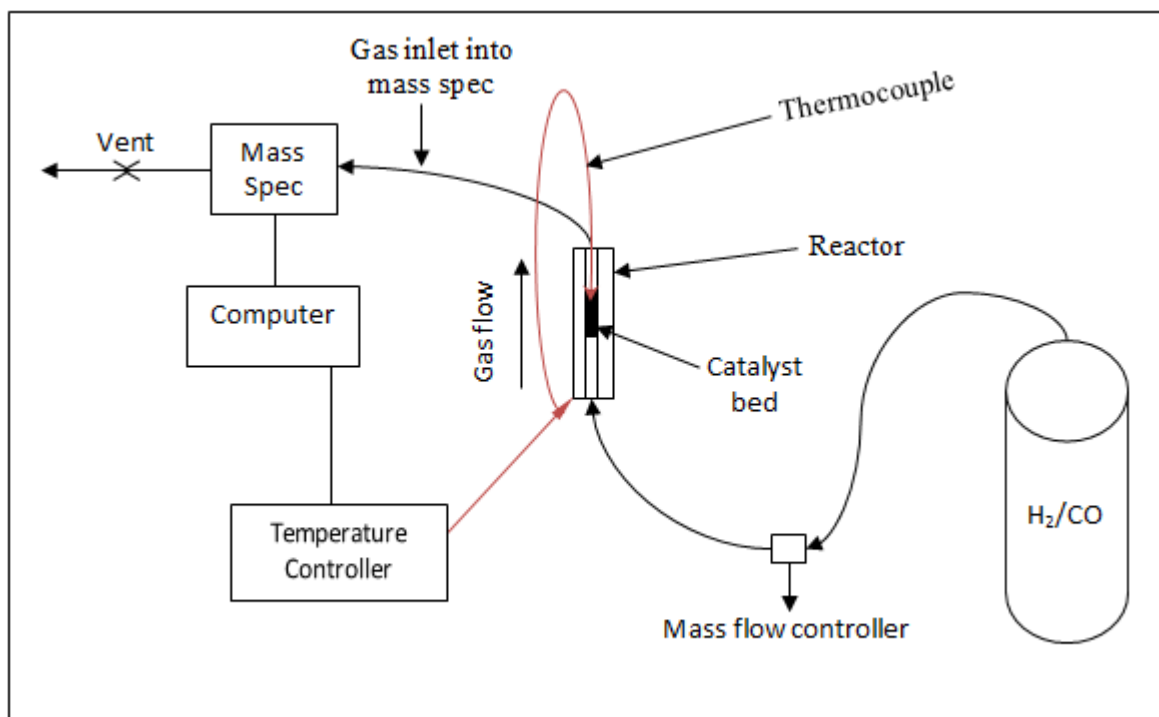 Gas inlet into
mass spec
Thermocouple
Vent
Mass
Spec
Reactor
Computer
Gas flow
Catalyst
bed
H₂/CO
Temperature
Controller
Mass flow controller